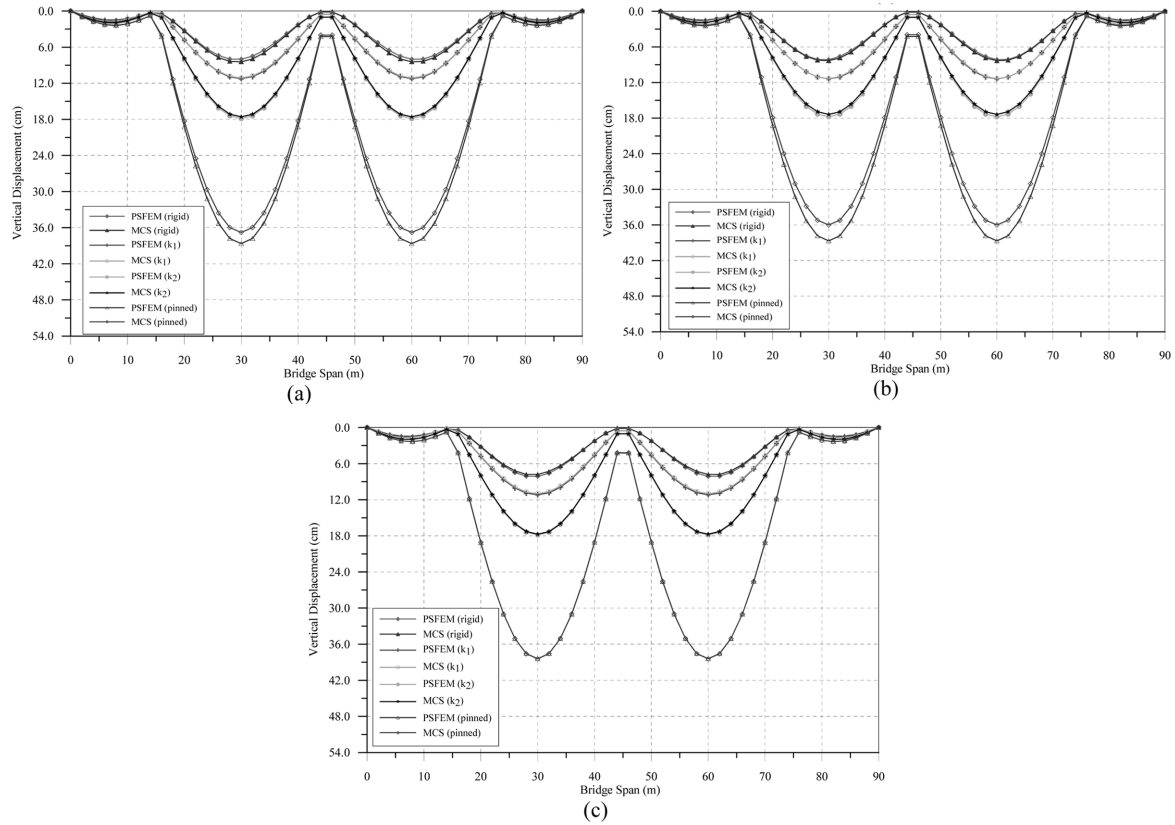 0.0
6.0
12.0
18.0
24.0
30.0
36.0
42.0
48.0
54.0
Vertical Displacement (cm)
PSFEM (rigid)
MCS (rigid)
PSFEM (k1)
MCS (k1)
PSFEM (k2)
MCS (k2)
PSFEM (pinned)
MCS (pinned)
0 10 20 30 40 50 60 70 80 90
Bridge Span (m)
(a)
0.0
6.0
12.0
18.0
24.0
30.0
36.0
42.0
48.0
54.0
Vertical Displacement (cm)
PSFEM (rigid)
MCS (rigid)
PSFEM (k1)
MCS (k1)
PSFEM (k2)
MCS (k2)
PSFEM (pinned)
MCS (pinned)
0 10 20 30 40 50 60 70 80 90
Bridge Span (m)
(b)
0.0
6.0
12.0
18.0
24.0
30.0
36.0
42.0
48.0
54.0
Vertical Displacement (cm)
PSFEM (rigid)
MCS (rigid)
PSFEM (k1)
MCS (k1)
PSFEM (k2)
MCS (k2)
PSFEM (pinned)
MCS (pinned)
0 10 20 30 40 50 60 70 80 90
Bridge Span (m)
(c)